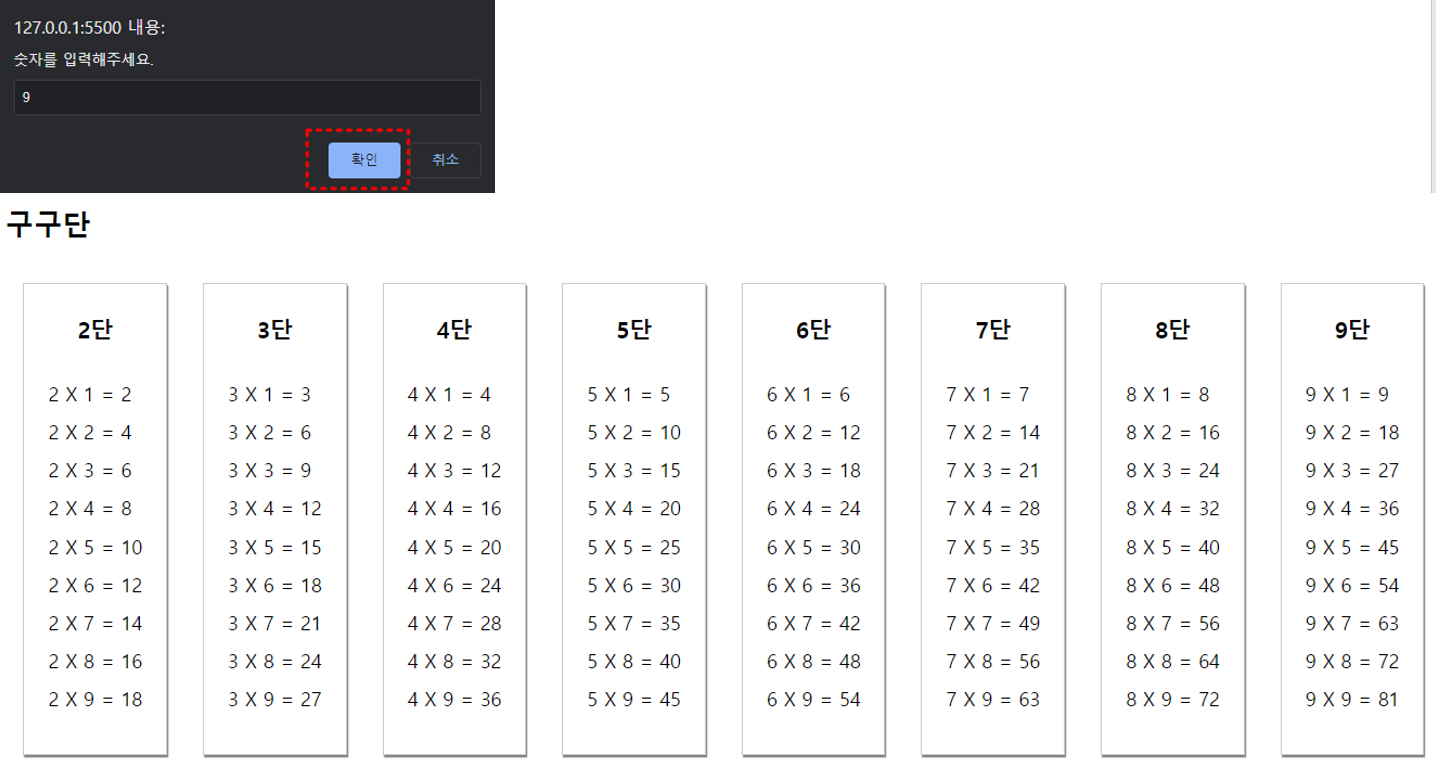 127.0.0.1:5500 내용:
숫자를 입력해주세요.
9
확인 취소
구구단
2단 3단 4단 5단 6단 7단 8단 9단
2 X 1 = 2 3 X 1 = 3 4 X 1 = 4 5 X 1 = 5 6 X 1 = 6 7 X 1 = 7 8 X 1 = 8 9 X 1 = 9
2 X 2 = 4 3 X 2 = 6 4 X 2 = 8 5 X 2 = 10 6 X 2 = 12 7 X 2 = 14 8 X 2 = 16 9 X 2 = 18
2 X 3 = 6 3 X 3 = 9 4 X 3 = 12 5 X 3 = 15 6 X 3 = 18 7 X 3 = 21 8 X 3 = 24 9 X 3 = 27
2 X 4 = 8 3 X 4 = 12 4 X 4 = 16 5 X 4 = 20 6 X 4 = 24 7 X 4 = 28 8 X 4 = 32 9 X 4 = 36
2 X 5 = 10 3 X 5 = 15 4 X 5 = 20 5 X 5 = 25 6 X 5 = 30 7 X 5 = 35 8 X 5 = 40 9 X 5 = 45
2 X 6 = 12 3 X 6 = 18 4 X 6 = 24 5 X 6 = 30 6 X 6 = 36 7 X 6 = 42 8 X 6 = 48 9 X 6 = 54
2 X 7 = 14 3 X 7 = 21 4 X 7 = 28 5 X 7 = 35 6 X 7 = 42 7 X 7 = 49 8 X 7 = 56 9 X 7 = 63
2 X 8 = 16 3 X 8 = 24 4 X 8 = 32 5 X 8 = 40 6 X 8 = 48 7 X 8 = 56 8 X 8 = 64 9 X 8 = 72
2 X 9 = 18 3 X 9 = 27 4 X 9 = 36 5 X 9 = 45 6 X 9 = 54 7 X 9 = 63 8 X 9 = 72 9 X 9 = 81